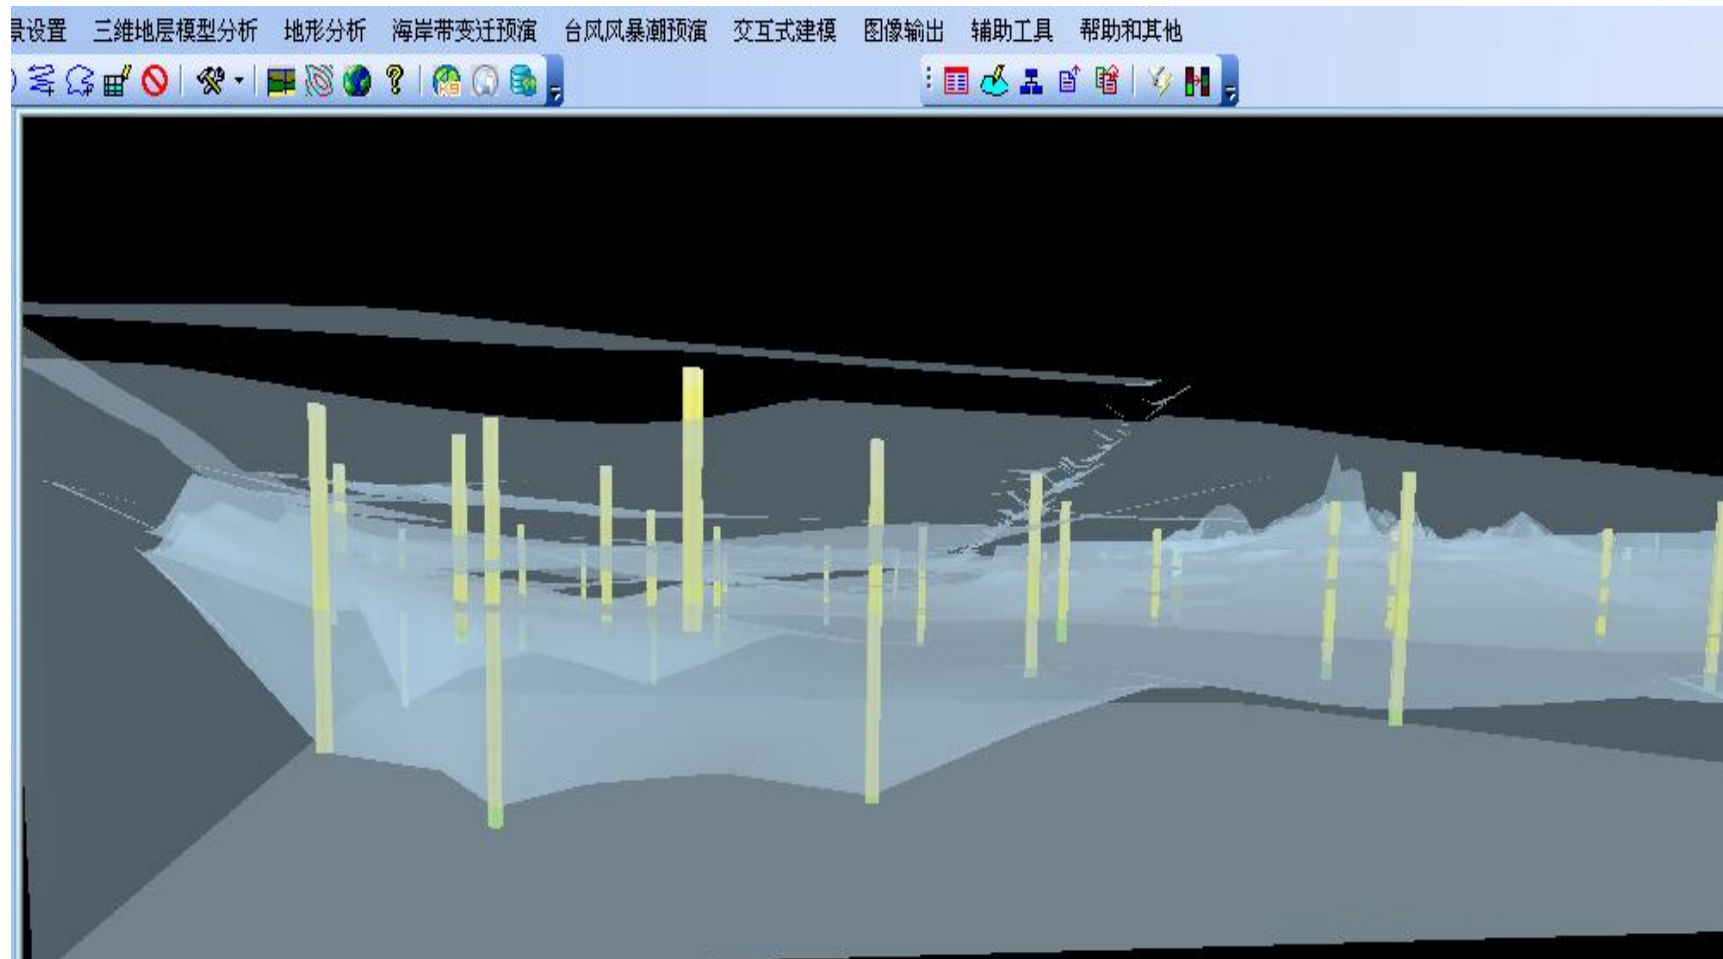 景设置 三维地层模型分析 地形分析 海岸带变迁预演 台风风暴潮预演 交互式建模 图像输出 辅助工具 帮助和其他